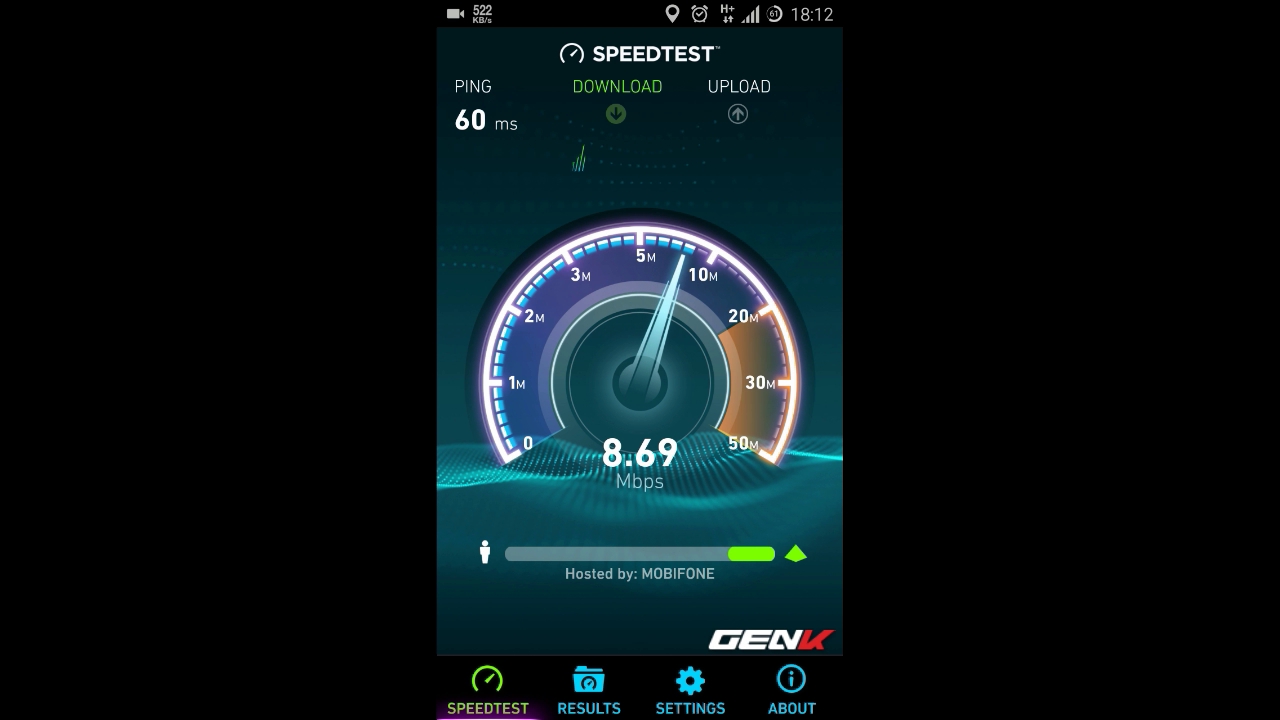 522
KB/s
H+
61
18:12
SPEEDTEST™
PING
DOWNLOAD
UPLOAD
60 ms
5M
3M
10M
2M
20M
1M
30M
0
50M
8.69
Mbps
Hosted by: MOBIFONE
GENK
SPEEDTEST
RESULTS
SETTINGS
ABOUT